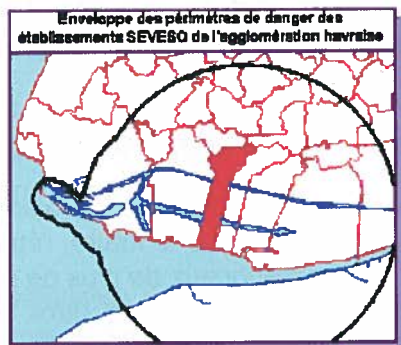 Enveloppe des périmètres de danger des
établissements SEVESO de l'agglomération havraise